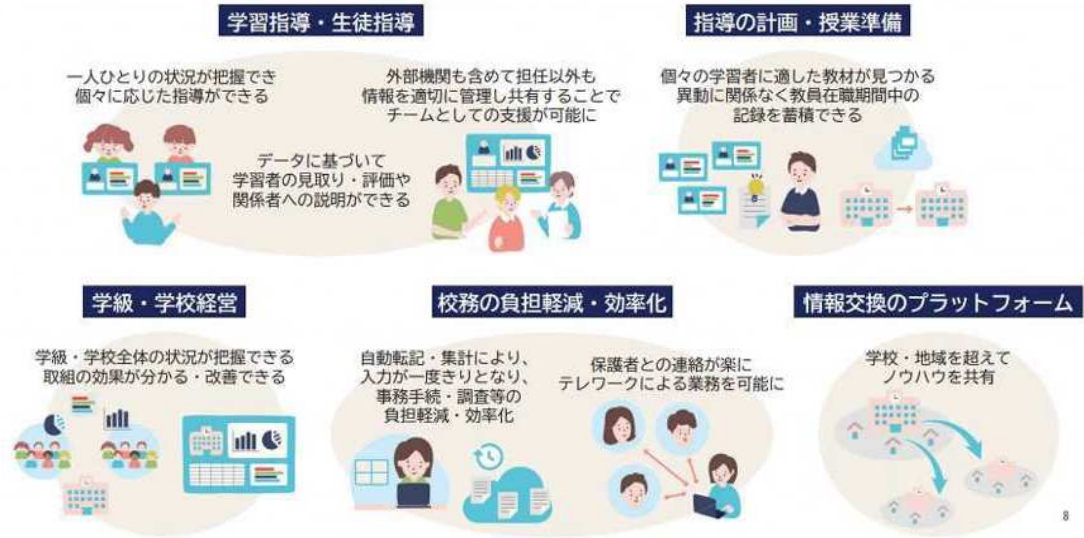 学習指導・生徒指導
一人ひとりの状況が把握でき
個々に応じた指導ができる
外部機関も含めて担任以外も
情報を適切に管理し共有することで
チームとしての支援が可能に
データに基づいて
学習者の見取り・評価や
関係者への説明ができる
指導の計画・授業準備
個々の学習者に適した教材が見つかる
異動に関係なく教員在職期間中の
記録を蓄積できる
学級・学校経営
学級・学校全体の状況が把握できる
取組の効果が分かる・改善できる
校務の負担軽減・効率化
自動転記・集計により、
入力が一度きりとなり、
事務手続・調査等の
負担軽減・効率化
保護者との連絡が楽に
テレワークによる業務を可能に
情報交換のプラットフォーム
学校・地域を超えて
ノウハウを共有
8